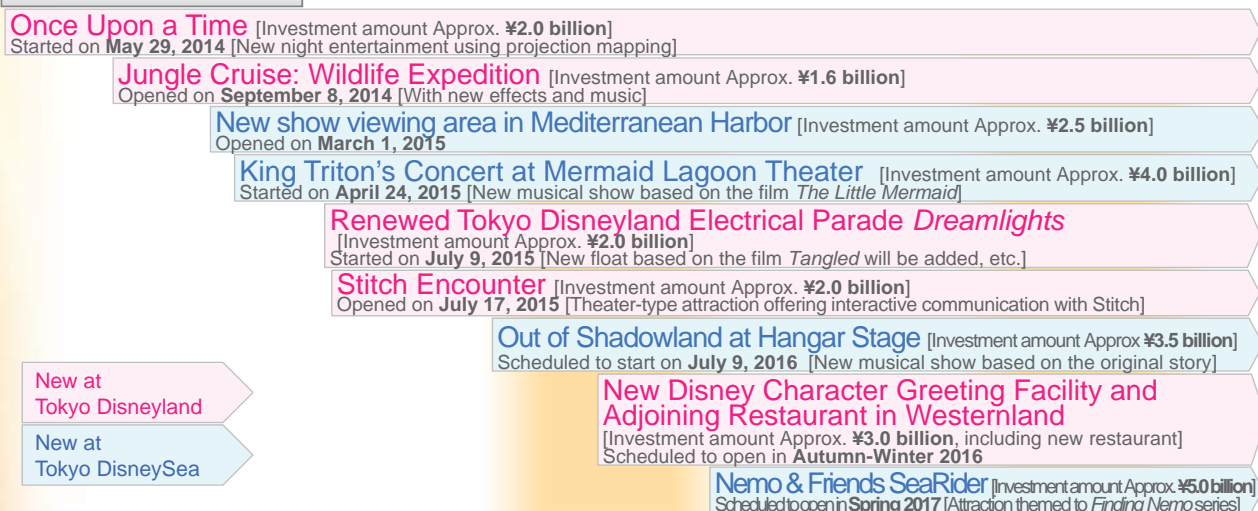 Once Upon a Time [Investment amount Approx. ¥2.0 billion]
Started on May 29, 2014 [New night entertainment using projection mapping]
Jungle Cruise: Wildlife Expedition [Investment amount Approx. ¥1.6 billion]
Opened on September 8, 2014 [With new effects and music]
New show viewing area in Mediterranean Harbor [Investment amount Approx. ¥2.5 billion]
Opened on March 1, 2015
King Triton’s Concert at Mermaid Lagoon Theater [Investment amount Approx. ¥4.0 billion]
Started on April 24, 2015 [New musical show based on the film The Little Mermaid]
Renewed Tokyo Disneyland Electrical Parade Dreamlights
[Investment amount Approx. ¥2.0 billion]
Started on July 9, 2015 [New float based on the film Tangled will be added, etc.]
Stitch Encounter [Investment amount Approx. ¥2.0 billion]
Opened on July 17, 2015 [Theater-type attraction offering interactive communication with Stitch]
Out of Shadowland at Hangar Stage [Investment amount Approx ¥3.5 billion]
Scheduled to start on July 9, 2016 [New musical show based on the original story]
New Disney Character Greeting Facility and
Adjoining Restaurant in Westernland
[Investment amount Approx. ¥3.0 billion, including new restaurant]
Scheduled to open in Autumn-Winter 2016
Nemo & Friends SeaRider [Investment amount Approx. ¥5.0 billion]
Scheduled to open in Spring 2017 [Attraction themed to Finding Nemo series]
New at
Tokyo Disneyland
New at
Tokyo DisneySea